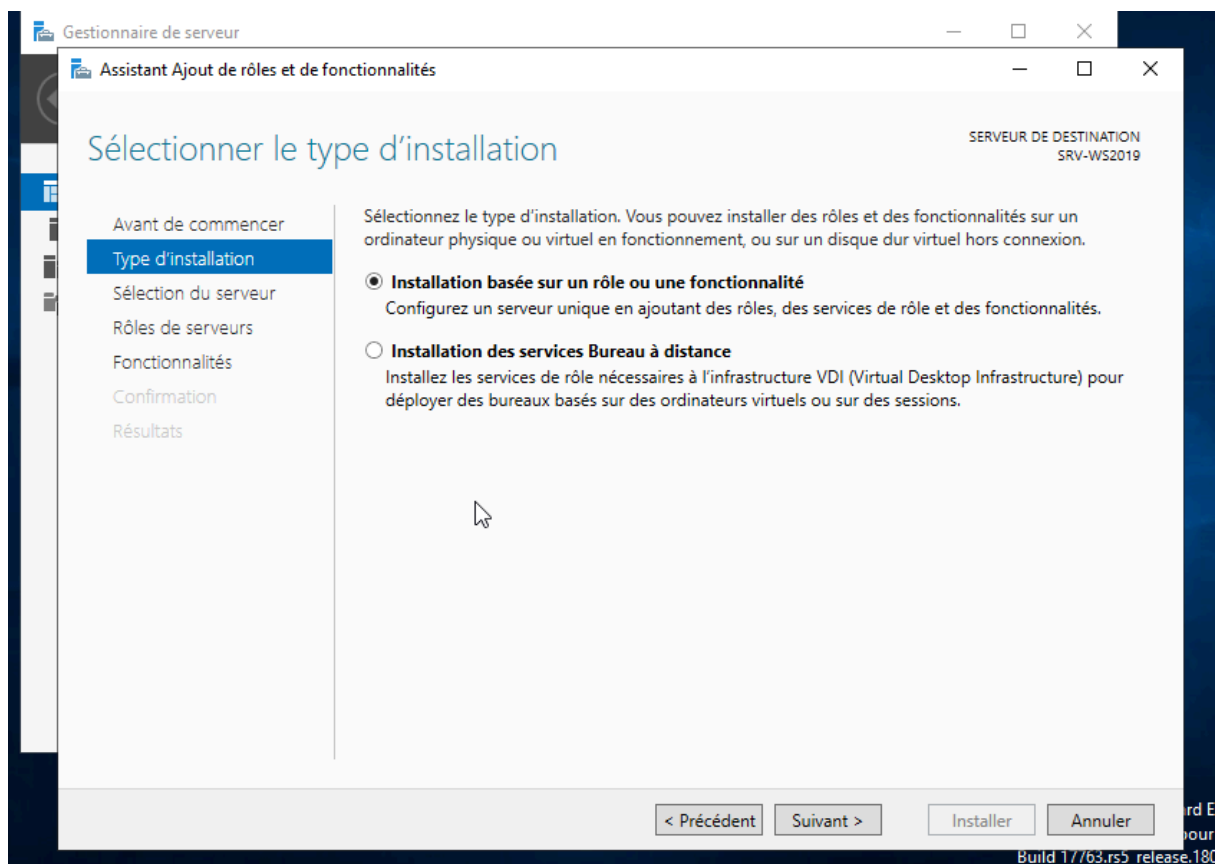 Gestionnaire de serveur
Assistant Ajout de rôles et de fonctionnalités
Sélectionner le type d'installation
SERVEUR DE DESTINATION
SRV-WS2019
Avant de commencer
Type d'installation
Sélection du serveur
Rôles de serveurs
Fonctionnalités
Confirmation
Résultats
Sélectionnez le type d'installation. Vous pouvez installer des rôles et des fonctionnalités sur un
ordinateur physique ou virtuel en fonctionnement, ou sur un disque dur virtuel hors connexion.
Installation basée sur un rôle ou une fonctionnalité
Configurez un serveur unique en ajoutant des rôles, des services de rôle et des fonctionnalités.
Installation des services Bureau à distance
Installez les services de rôle nécessaires à l'infrastructure VDI (Virtual Desktop Infrastructure) pour
déployer des bureaux basés sur des ordinateurs virtuels ou sur des sessions.
< Précédent
Suivant >
Installer
Annuler
rd E
pour
Build 17763.rs5_release.180